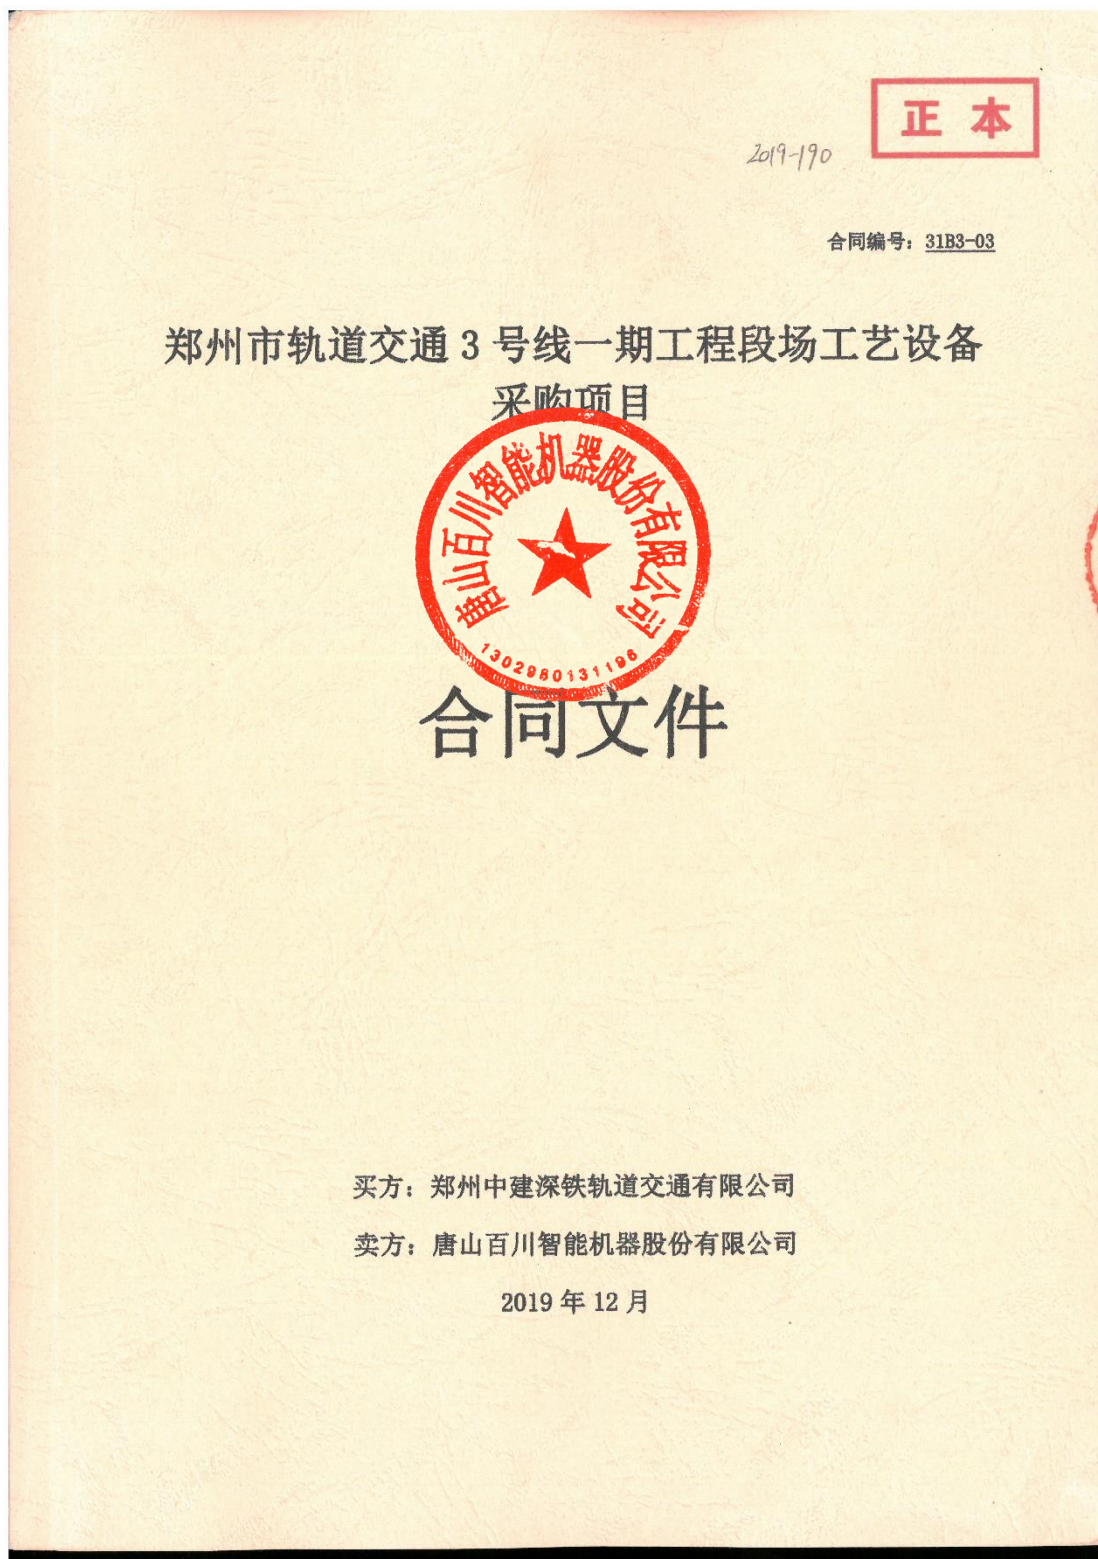 正本
2019-190
合同编号：31B3-03
郑州市轨道交通3号线一期工程段场工艺设备
采购项目
唐山百川智能机器股份有限公司
1302980131196
合同文件
买方：郑州中建深铁轨道交通有限公司
卖方：唐山百川智能机器股份有限公司
2019年12月